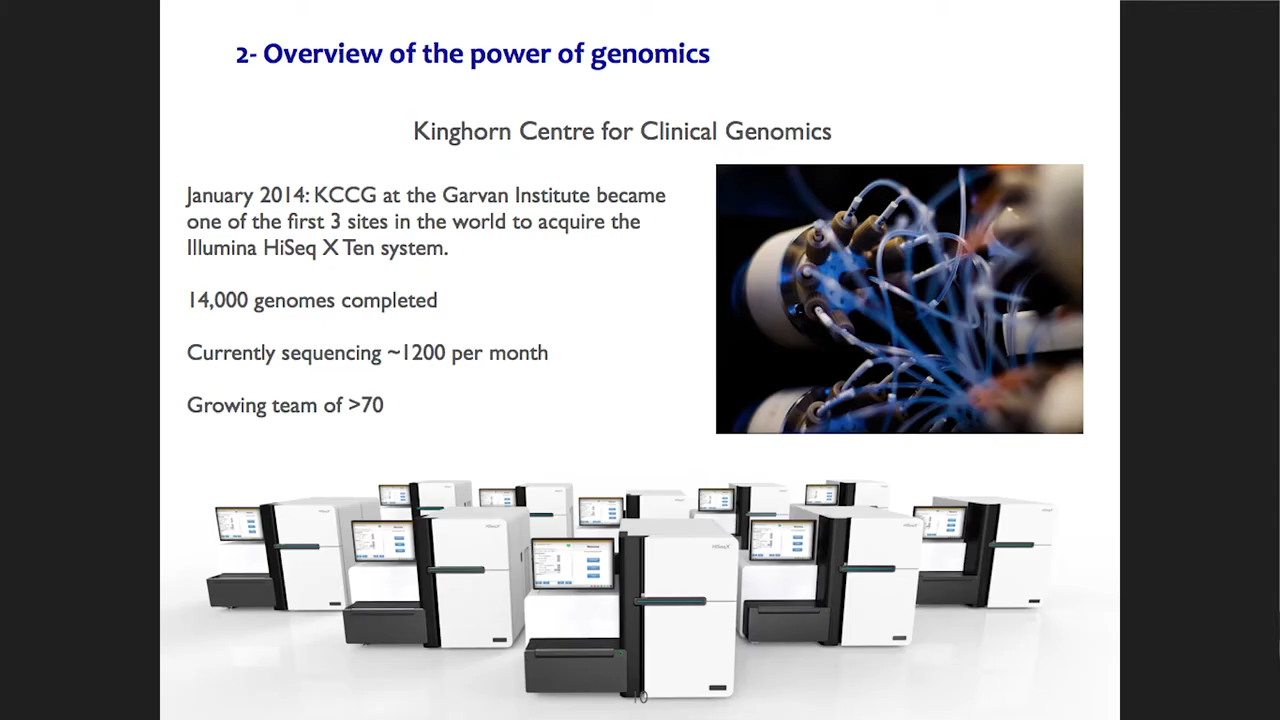 2- Overview of the power of genomics
Kinghorn Centre for Clinical Genomics
January 2014: KCCG at the Garvan Institute became
one of the first 3 sites in the world to acquire the
Illumina HiSeq X Ten system.
14,000 genomes completed
Currently sequencing ~1200 per month
Growing team of >70
HiSeqX
10